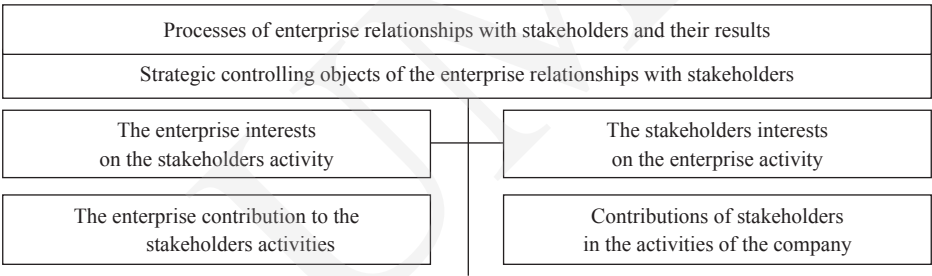 Processes of enterprise relationships with stakeholders and their results
Strategic controlling objects of the enterprise relationships with stakeholders
The enterprise interests
on the stakeholders activity
The stakeholders interests
on the enterprise activity
The enterprise contribution to the
stakeholders activities
Contributions of stakeholders
in the activities of the company